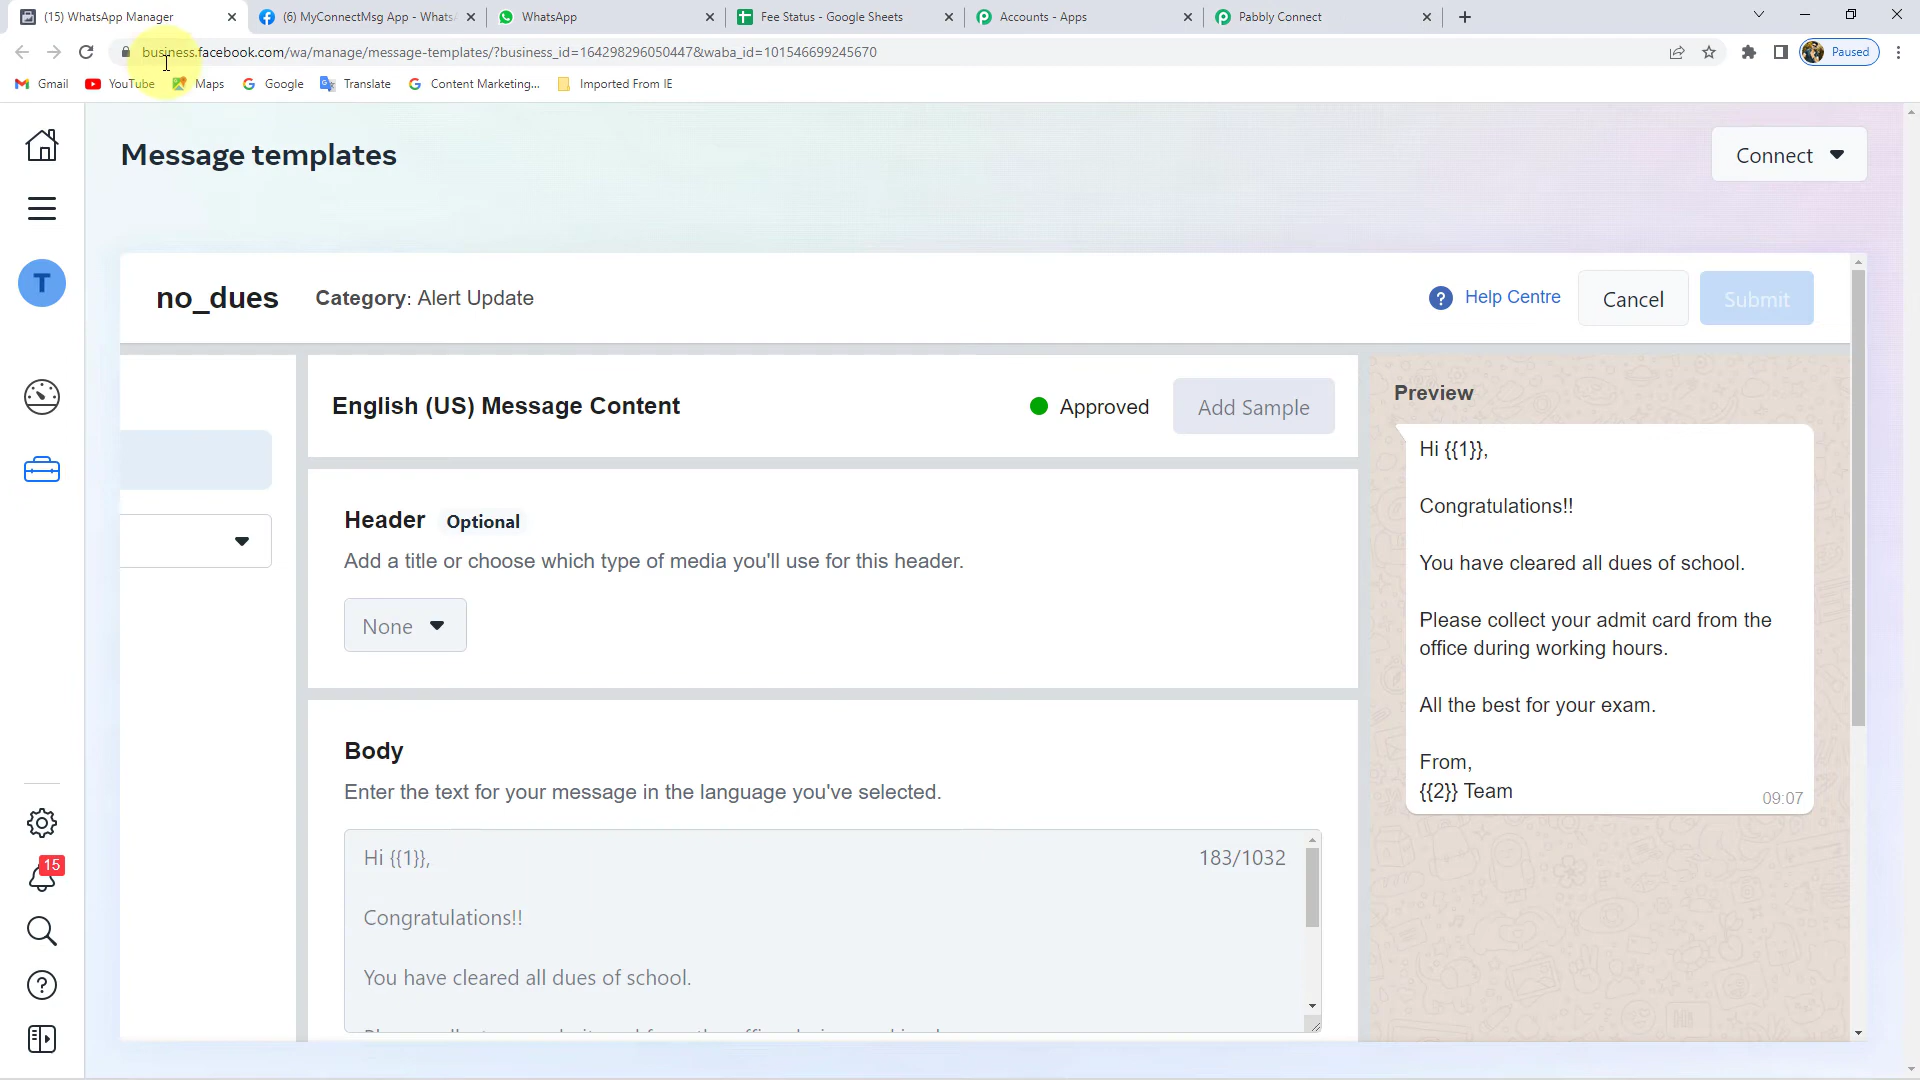 (15) WhatsApp Manager
(6) MyConnectMsg App - WhatsA
WhatsApp
Fee Status - Google Sheets
Accounts - Apps
Pabbly Connect
business.facebook.com/wa/manage/message-templates/?business_id=164298296050447&waba_id=101546699245670
Paused
Gmail
YouTube
Maps
Google
Translate
Content Marketing...
Imported From IE
Message templates
Connect
T
no_dues
Category: Alert Update
Help Centre
Cancel
Submit
English (US) Message Content
Approved
Add Sample
Header Optional
Add a title or choose which type of media you'll use for this header.
None
Body
Enter the text for your message in the language you've selected.
Hi {{1}},
183/1032
Congratulations!!
You have cleared all dues of school.
Preview
Hi {{1}},
Congratulations!!
You have cleared all dues of school.
Please collect your admit card from the
office during working hours.
All the best for your exam.
From,
{{2}} Team
09:07
15